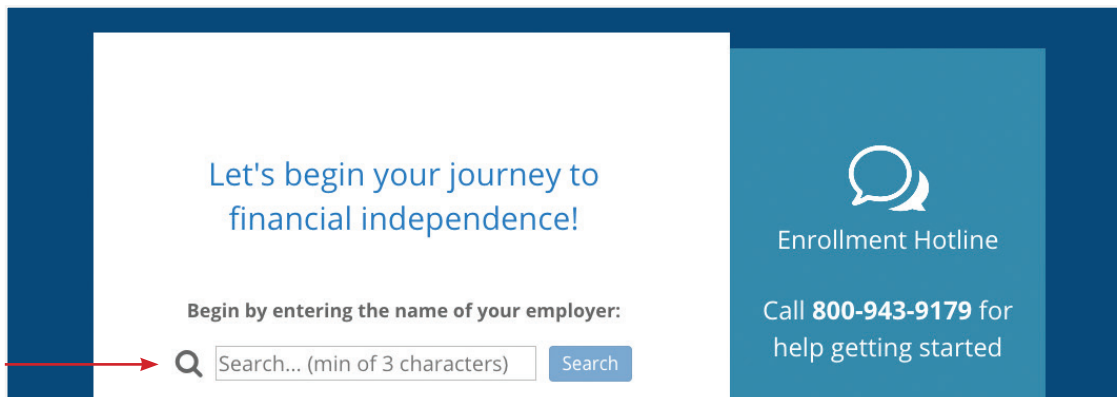 Let's begin your journey to
financial independence!
Begin by entering the name of your employer:
Search... (min of 3 characters)
Search
Enrollment Hotline
Call 800-943-9179 for
help getting started